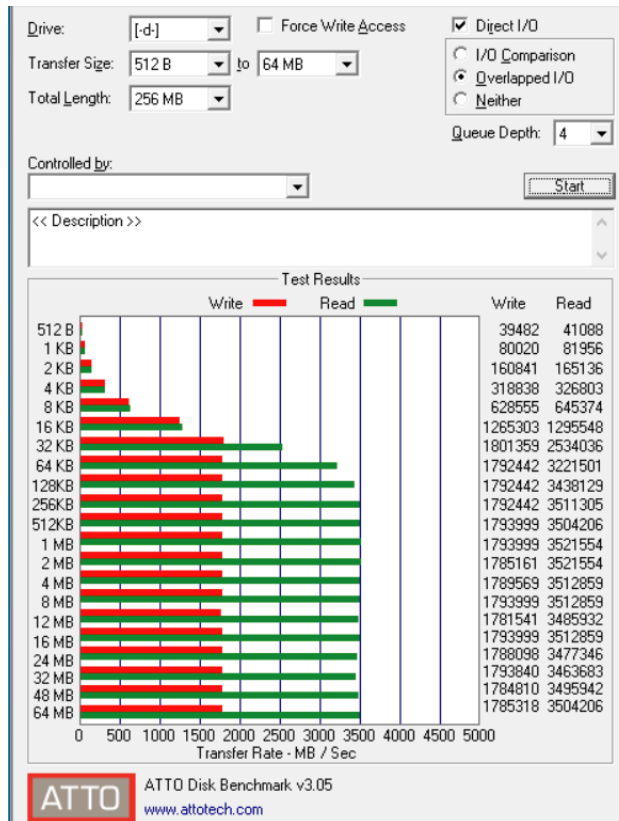 Drive: [-d-] Force Write Access Direct I/O
Transfer Size: 512 B to 64 MB I/O Comparison
Overlapped I/O
Total Length: 256 MB Neither
Queue Depth: 4
Controlled by:
Start
<< Description >>
Test Results
Write Read Write Read
512 B 39482 41088
1 KB 80020 81956
2 KB 160841 165136
4 KB 318838 326803
8 KB 628555 645374
16 KB 1265303 1295548
32 KB 1801359 2534036
64 KB 1792442 3221501
128KB 1792442 3438129
256KB 1792442 3511305
512KB 1793999 3504206
1 MB 1793999 3521554
2 MB 1785161 3521554
4 MB 1789569 3512859
8 MB 1793999 3512859
12 MB 1781541 3485932
16 MB 1793999 3512859
24 MB 1788098 3477346
32 MB 1793840 3463683
48 MB 1784810 3495942
64 MB 1785318 3504206
0 500 1000 1500 2000 2500 3000 3500 4000 4500 5000
Transfer Rate - MB / Sec
ATTO
ATTO Disk Benchmark v3.05
www.attotech.com